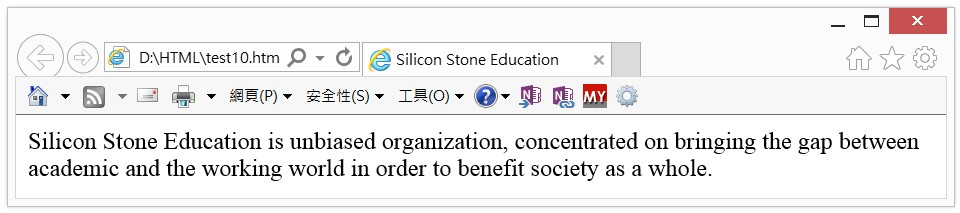 D:\HTML\test10.htm
Silicon Stone Education
網頁(P) 安全性(S) 工具(O) ? N N MY
Silicon Stone Education is unbiased organization, concentrated on bringing the gap between
academic and the working world in order to benefit society as a whole.